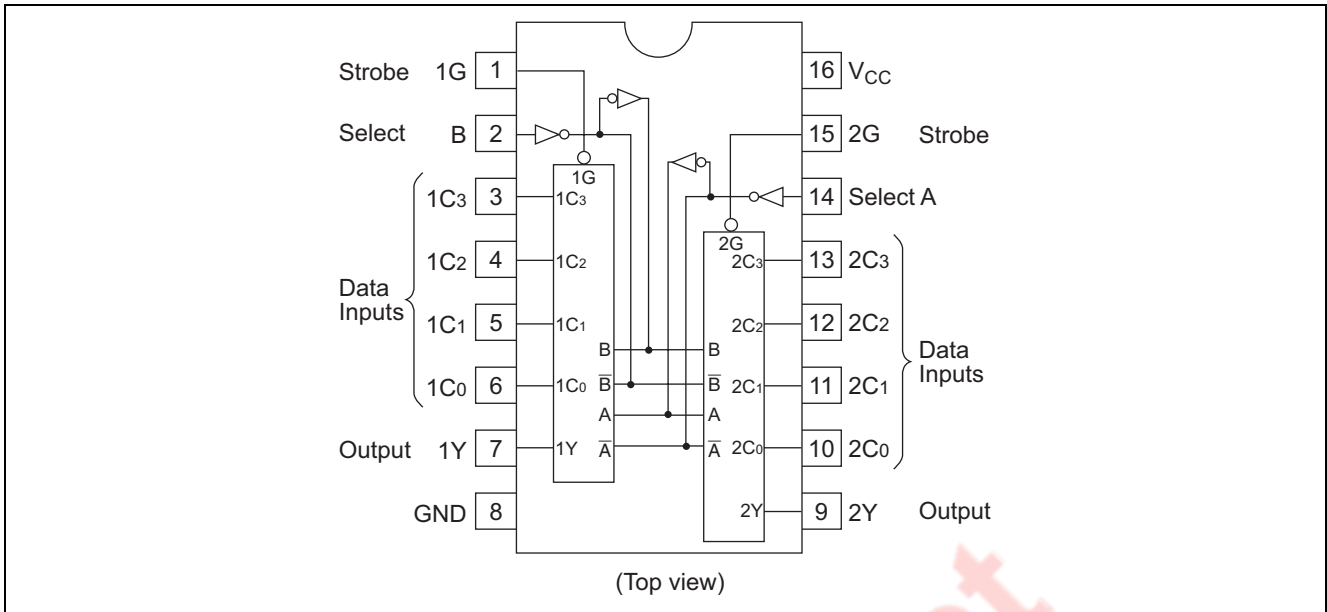 Strobe 1G 1
Select B 2
1C3 3
1C2 4
1C1 5
1C0 6
Data
Inputs
Output 1Y 7
GND 8
16 VCC
15 2G Strobe
14 Select A
13 2C3
12 2C2
11 2C1
10 2C0
Data
Inputs
9 2Y Output
1G
1C3
1C2
1C1
B
1C0 B̅
A
1Y A̅
2G
2C3
2C2
B
B̅ 2C1
A
A̅ 2C0
2Y
(Top view)